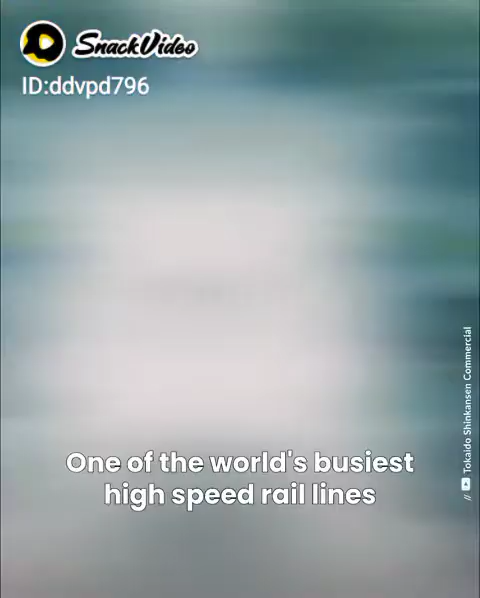 SnackVideo
ID:ddvpd796
One of the world's busiest
high speed rail lines
// Tokaido Shinkansen Commercial